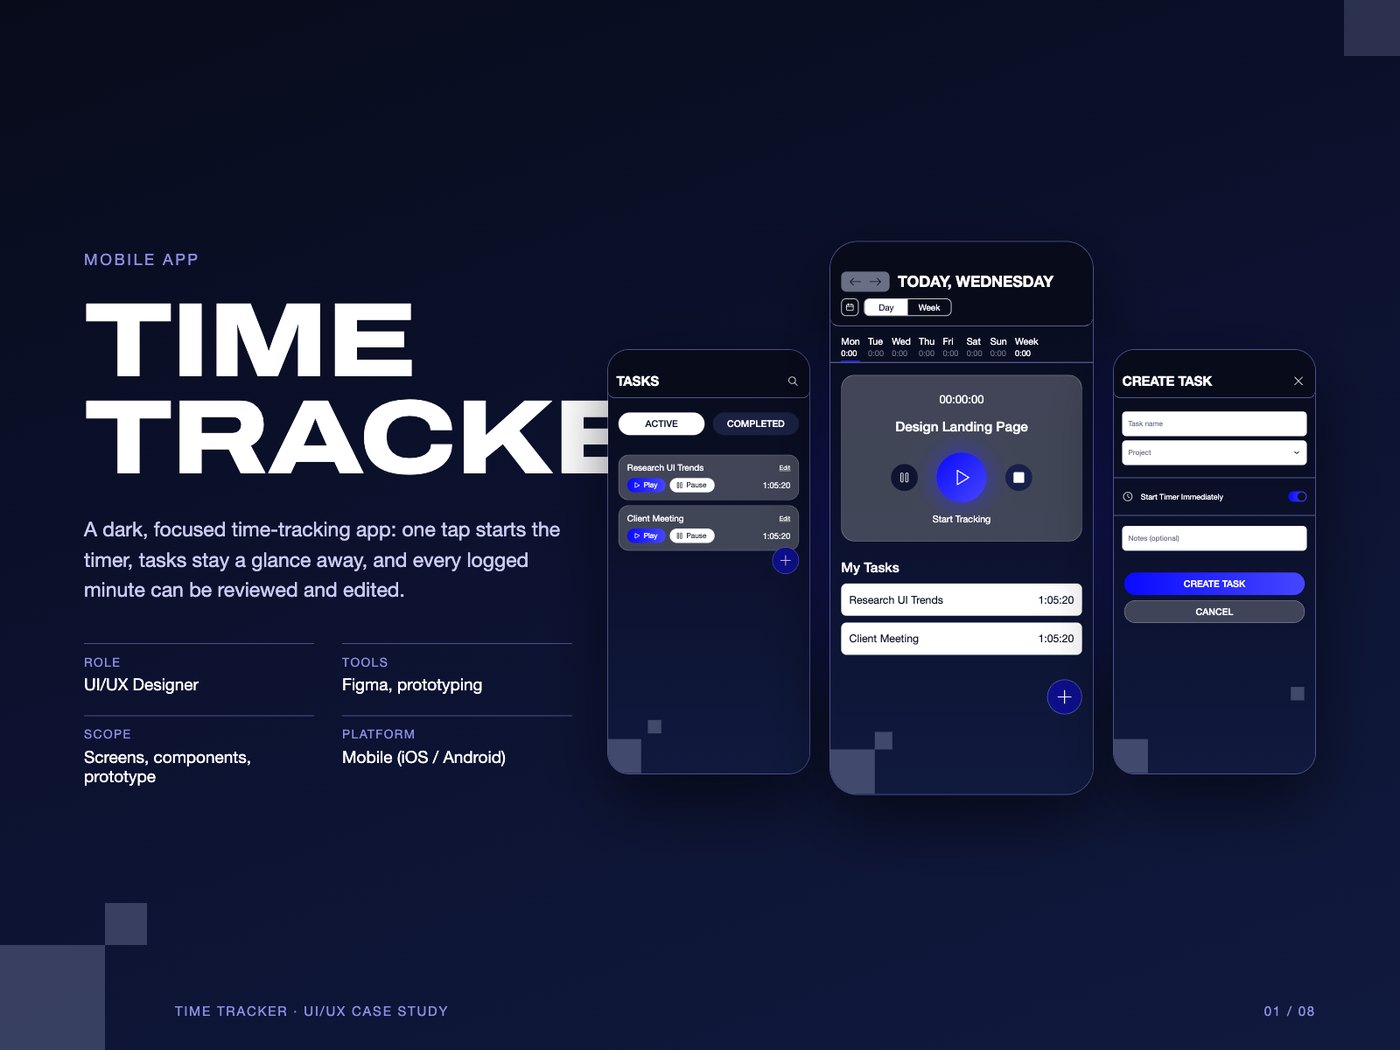 MOBILE APP
TIME
TRACKE
A dark, focused time-tracking app: one tap starts the
timer, tasks stay a glance away, and every logged
minute can be reviewed and edited.
ROLE
UI/UX Designer
TOOLS
Figma, prototyping
SCOPE
Screens, components,
prototype
PLATFORM
Mobile (iOS / Android)
TASKS
ACTIVE COMPLETED
Research UI Trends Edit
Play Pause 1:05:20
Client Meeting Edit
Play Pause 1:05:20
TODAY, WEDNESDAY
Day Week
Mon Tue Wed Thu Fri Sat Sun Week
0:00 0:00 0:00 0:00 0:00 0:00 0:00 0:00
00:00:00
Design Landing Page
Start Tracking
My Tasks
Research UI Trends 1:05:20
Client Meeting 1:05:20
CREATE TASK
Task name
Project
Start Timer Immediately
Notes (optional)
CREATE TASK
CANCEL
TIME TRACKER · UI/UX CASE STUDY
01 / 08